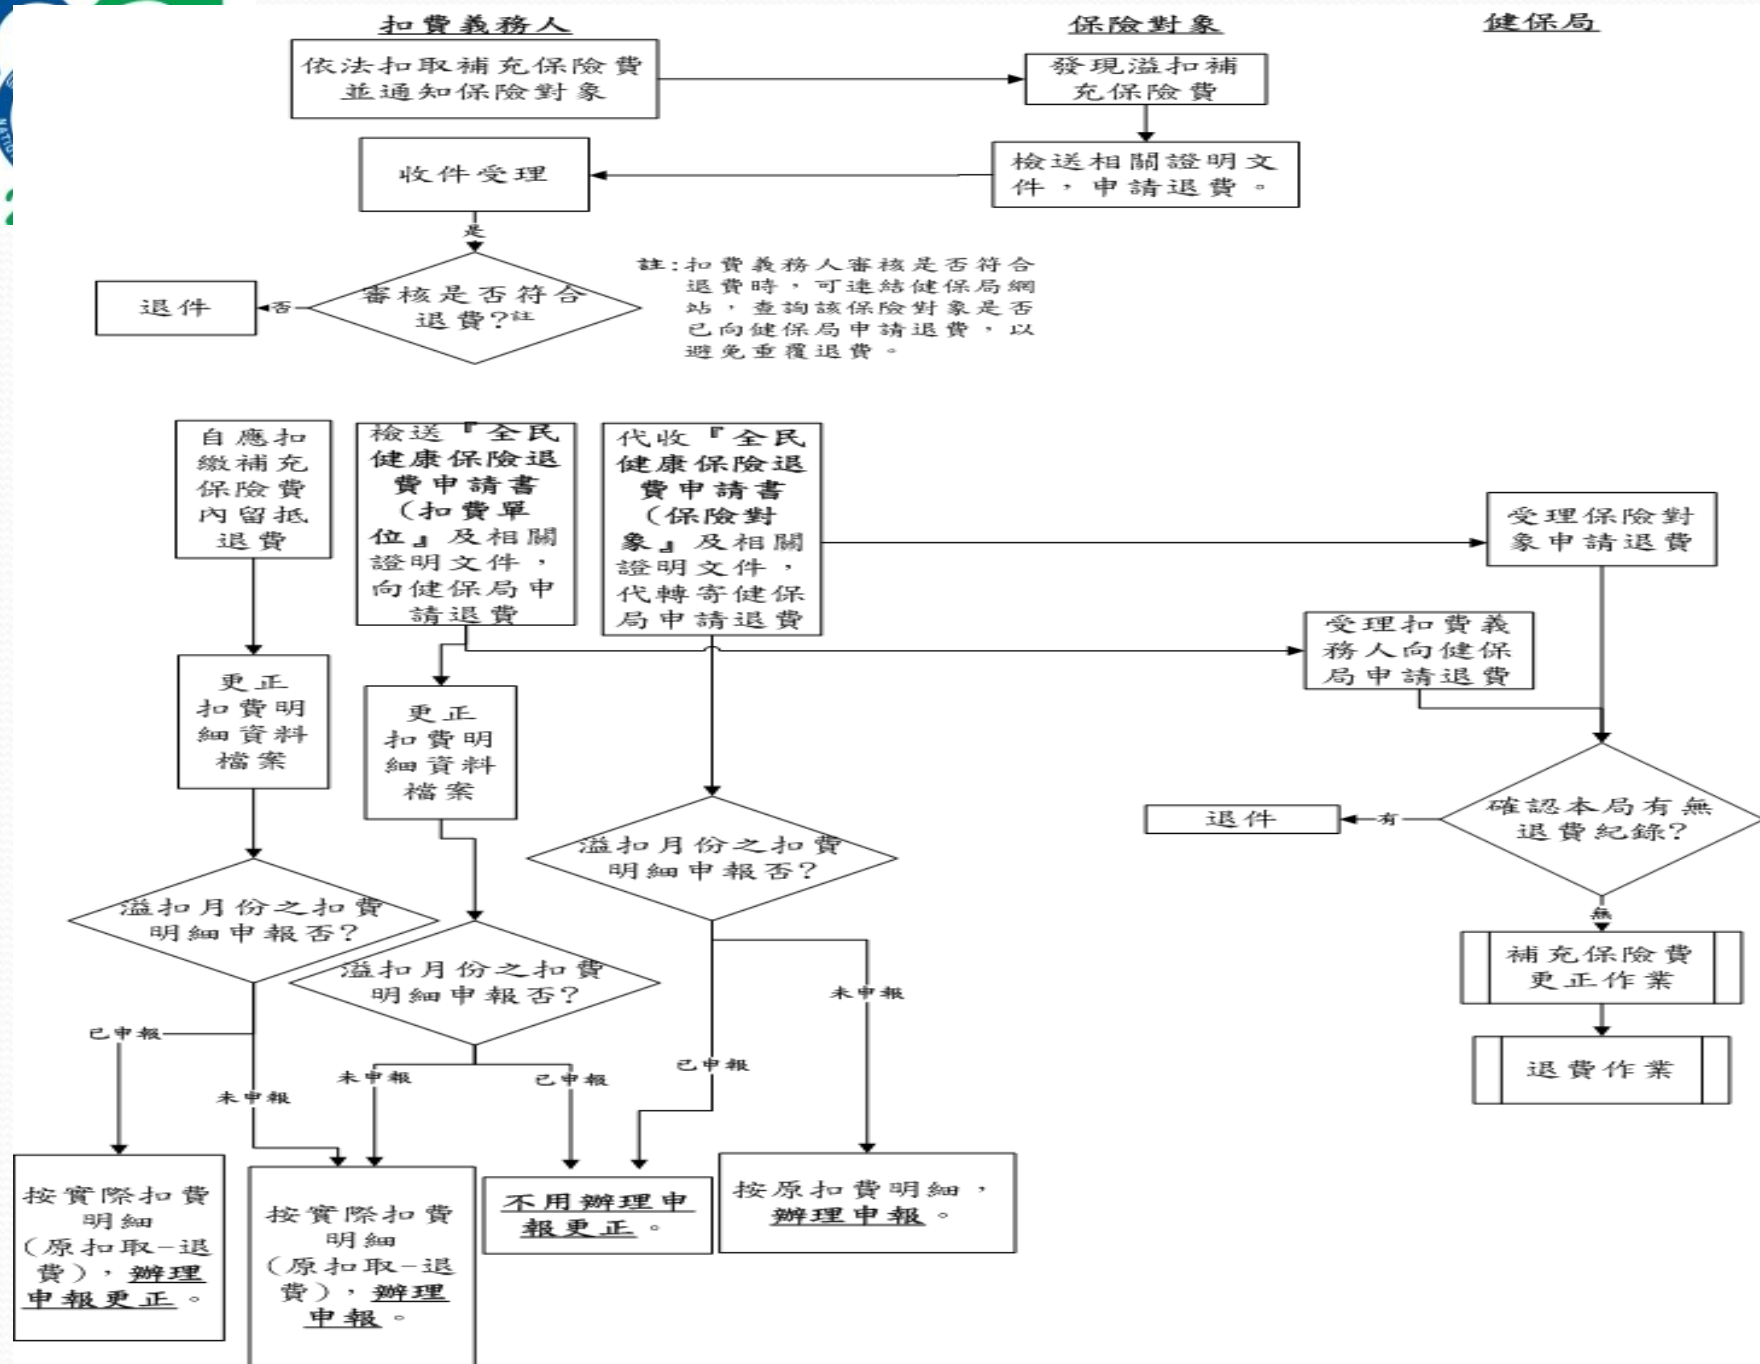 扣費義務人
保險對象
健保局
依法扣取補充保險費
並通知保險對象
發現溢扣補
充保險費
收件受理
檢送相關證明文
件，申請退費。
是
審核是否符合
退費?註
否
退件
註:扣費義務人審核是否符合
退費時，可連結健保局網
站，查詢該保險對象是否
已向健保局申請退費，以
避免重覆退費。
自應扣
繳補充
保險費
內留抵
退費
檢送『全民
健康保險退
費申請書
(扣費單
位』及相關
證明文件，
向健保局申
請退費
代收『全民
健康保險退
費申請書
(保險對
象』及相關
證明文件，
代轉寄健保
局申請退費
受理保險對
象申請退費
受理扣費義
務人向健保
局申請退費
更正
扣費明
細資料
檔案
更正
扣費明
細資料
檔案
確認本局有無
退費紀錄?
有
退件
無
補充保險費
更正作業
退費作業
溢扣月份之扣費
明細申報否?
溢扣月份之扣費
明細申報否?
溢扣月份之扣費
明細申報否?
已申報
未申報
未申報
已申報
已申報
未申報
按實際扣費
明細
(原扣取-退
費)，辦理
申報更正。
按實際扣費
明細
(原扣取-退
費)，辦理
申報。
不用辦理申
報更正。
按原扣費明細，
辦理申報。